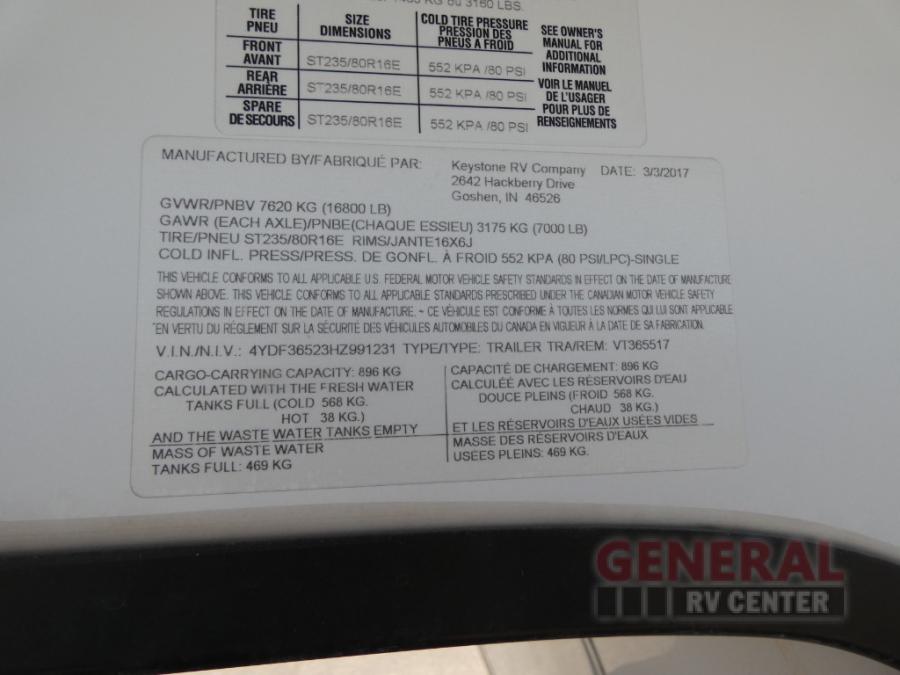 KG ou 3160 LBS.
TIRE PNEU SIZE DIMENSIONS COLD TIRE PRESSURE PRESSION DES PNEUS A FROID
FRONT AVANT ST235/80R16E 552 KPA /80 PSI
REAR ARRIÈRE ST235/80R16E 552 KPA /80 PSI
SPARE DE SECOURS ST235/80R16E 552 KPA /80 PSI
SEE OWNER'S
MANUAL FOR
ADDITIONAL
INFORMATION
VOIR LE MANUEL
DE L'USAGER
POUR PLUS DE
RENSEIGNEMENTS
MANUFACTURED BY/FABRIQUÉ PAR: Keystone RV Company DATE: 3/3/2017
2642 Hackberry Drive
Goshen, IN 46526
GVWR/PNBV 7620 KG (16800 LB)
GAWR (EACH AXLE)/PNBE(CHAQUE ESSIEU) 3175 KG (7000 LB)
TIRE/PNEU ST235/80R16E RIMS/JANTE16X6J
COLD INFL. PRESS/PRESS. DE GONFL. À FROID 552 KPA (80 PSI/LPC)-SINGLE
THIS VEHICLE CONFORMS TO ALL APPLICABLE U.S. FEDERAL MOTOR VEHICLE SAFETY STANDARDS IN EFFECT ON THE DATE OF MANUFACTURE
SHOWN ABOVE. THIS VEHICLE CONFORMS TO ALL APPLICABLE STANDARDS PRESCRIBED UNDER THE CANADIAN MOTOR VEHICLE SAFETY
REGULATIONS IN EFFECT ON THE DATE OF MANUFACTURE. ~ CE VÉHICULE EST CONFORME À TOUTES LES NORMES QUI LUI SONT APPLICABLE
EN VERTU DU RÉGLEMENT SUR LA SÉCURITÉ DES VÉHICULES AUTOMOBILES DU CANADA EN VIGUEUR À LA DATE DE SA FABRICATION.
V.I.N./N.I.V.: 4YDF36523HZ991231 TYPE/TYPE: TRAILER TRA/REM: VT365517
CARGO-CARRYING CAPACITY: 896 KG
CALCULATED WITH THE FRESH WATER
TANKS FULL (COLD 568 KG.
HOT 38 KG.)
AND THE WASTE WATER TANKS EMPTY
MASS OF WASTE WATER
TANKS FULL: 469 KG
CAPACITÉ DE CHARGEMENT: 896 KG
CALCULÉE AVEC LES RÉSERVOIRS D'EAU
DOUCE PLEINS (FROID 568 KG.
CHAUD 38 KG.)
ET LES RÉSERVOIRS D'EAUX USÉES VIDES
MASSE DES RÉSERVOIRS D'EAUX
USÉES PLEINS: 469 KG.
GENERAL
RV CENTER